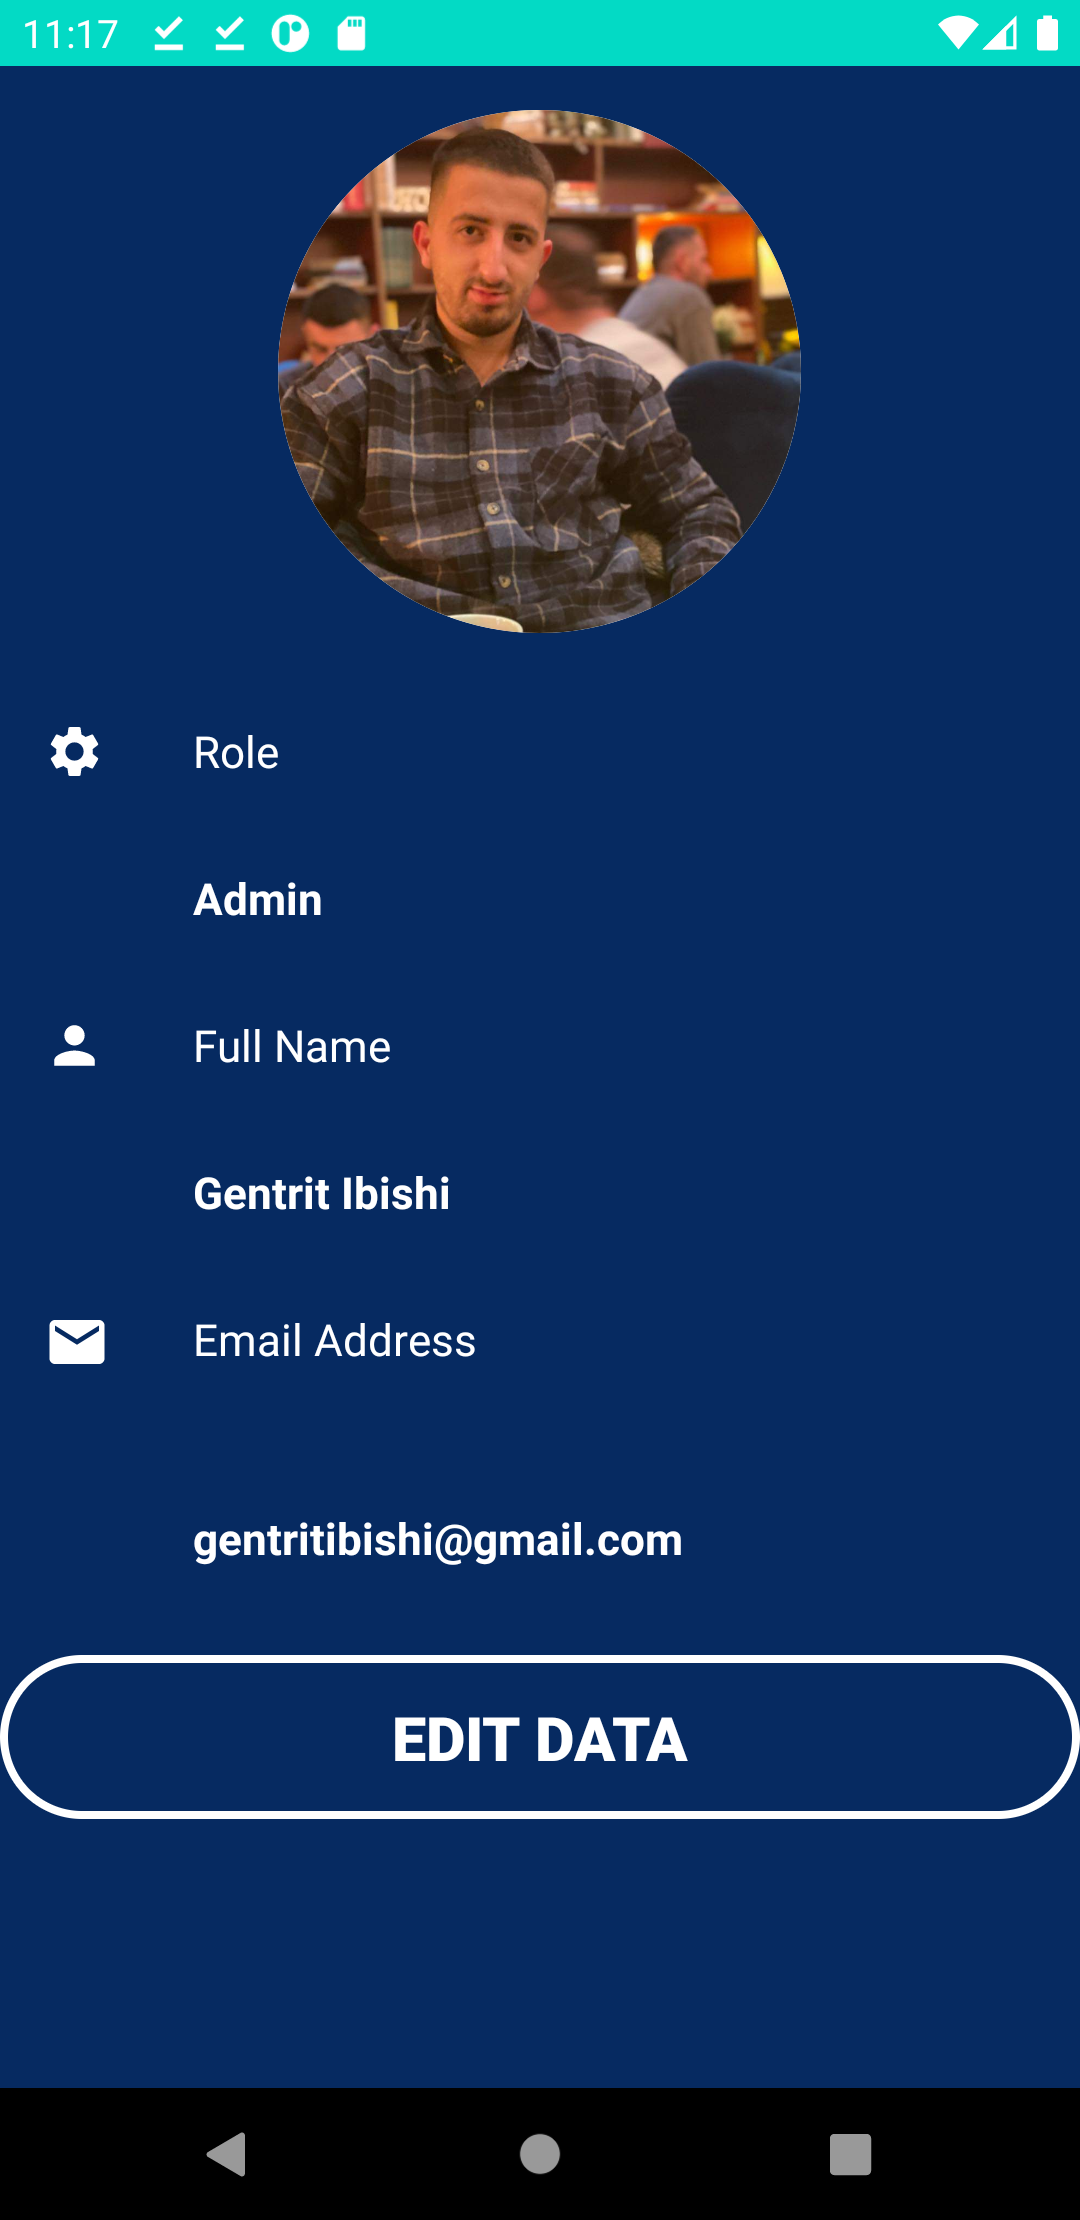 11:17
Role
Admin
Full Name
Gentrit Ibishi
Email Address
gentritibishi@gmail.com
EDIT DATA